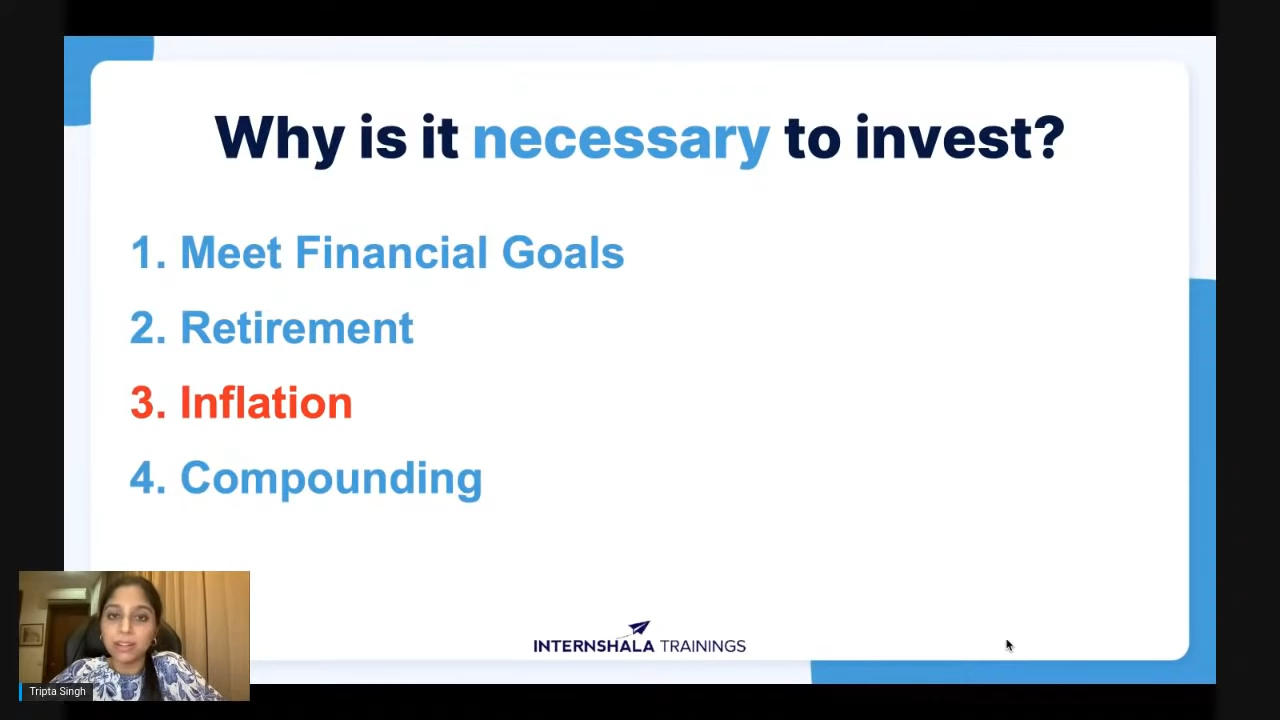 Why is it necessary to invest?
1. Meet Financial Goals
2. Retirement
3. Inflation
4. Compounding
INTERNSHALA TRAININGS
Tripta Singh